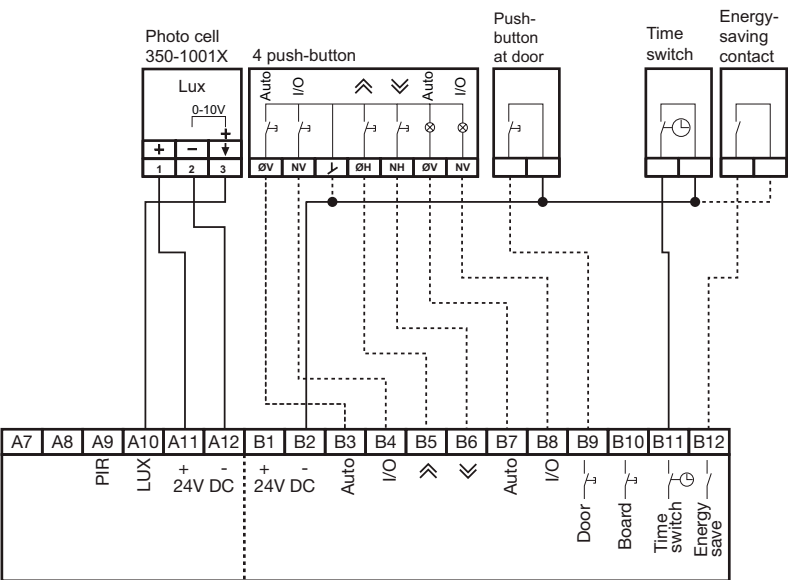 Photo cell
350-1001X
4 push-button
Push-
button
at door
Time
switch
Energy-
saving
contact
Lux
0-10V
+ − +
1 2 3
Auto I/O Auto I/O
ØV NV ØH NH ØV NV
A7 A8 A9 A10 A11 A12 B1 B2 B3 B4 B5 B6 B7 B8 B9 B10 B11 B12
PIR
LUX
+ -
24V DC
+ -
24V DC
Auto
I/O
Auto
I/O
Door
Board
Time
switch
Energy
save